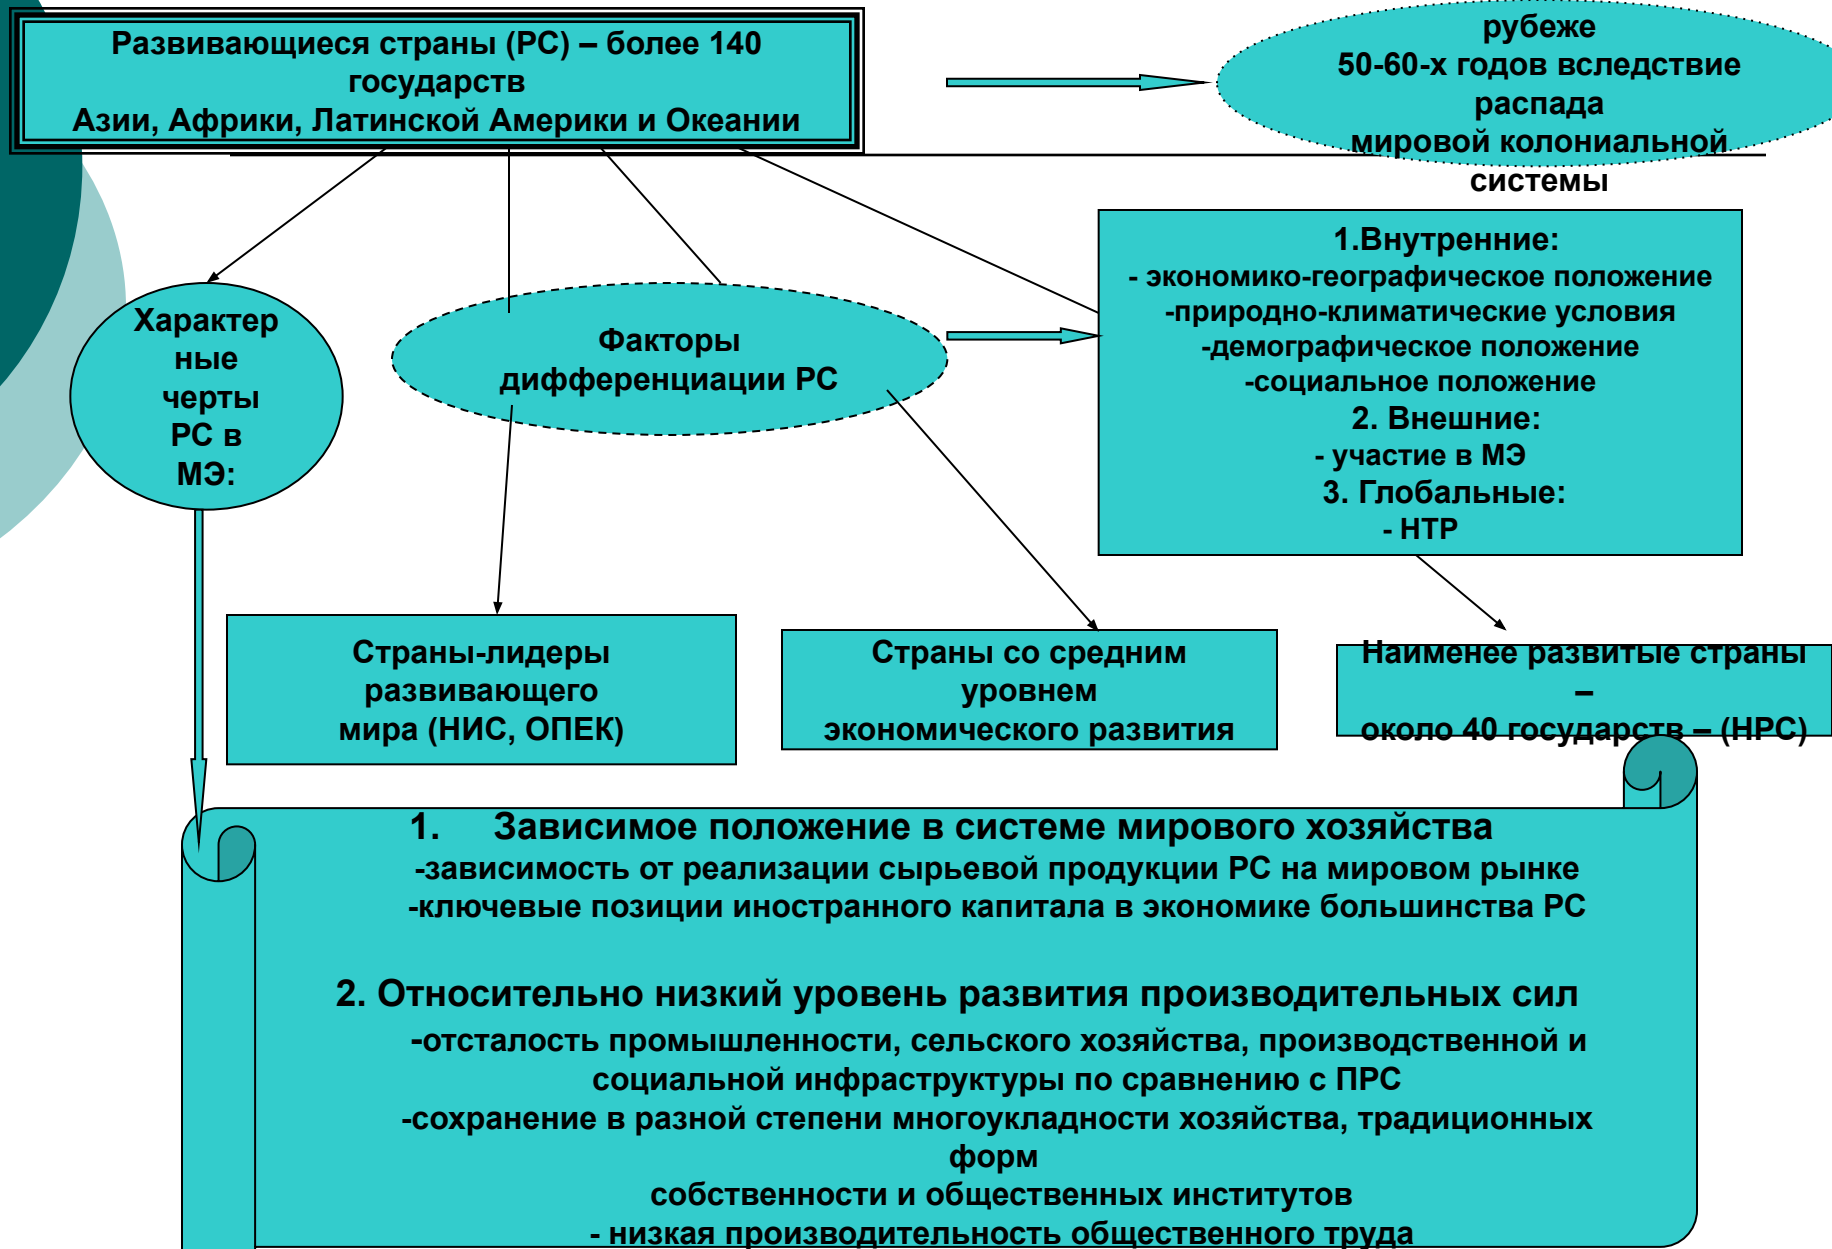 Развивающиеся страны (РС) – более 140
государств
Азии, Африки, Латинской Америки и Океании
рубеже
50-60-х годов вследствие
распада
мировой колониальной
системы
Характер
ные
черты
РС в
МЭ:
Факторы
дифференциации РС
1.Внутренние:
- экономико-географическое положение
-природно-климатические условия
-демографическое положение
-социальное положение
2. Внешние:
- участие в МЭ
3. Глобальные:
- НТР
Страны-лидеры
развивающего
мира (НИС, ОПЕК)
Страны со средним
уровнем
экономического развития
Наименее развитые страны
–
около 40 государств – (НРС)
1. Зависимое положение в системе мирового хозяйства
-зависимость от реализации сырьевой продукции РС на мировом рынке
-ключевые позиции иностранного капитала в экономике большинства РС
2. Относительно низкий уровень развития производительных сил
-отсталость промышленности, сельского хозяйства, производственной и
социальной инфраструктуры по сравнению с ПРС
-сохранение в разной степени многоукладности хозяйства, традиционных
форм
собственности и общественных институтов
- низкая производительность общественного труда